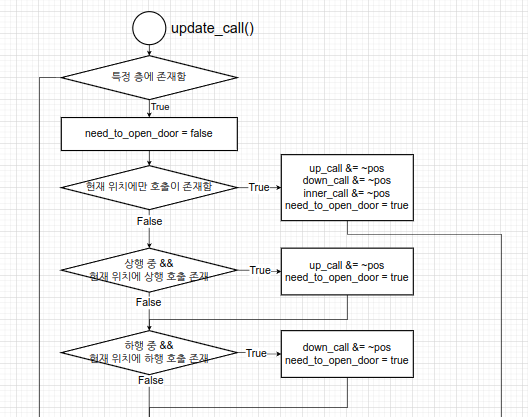 update_call()
특정 층에 존재함
True
need_to_open_door = false
현재 위치에만 호출이 존재함
True
up_call &= ~pos
down_call &= ~pos
inner_call &= ~pos
need_to_open_door = true
False
상행 중 &&
현재 위치에 상행 호출 존재
True
up_call &= ~pos
need_to_open_door = true
False
하행 중 &&
현재 위치에 하행 호출 존재
True
down_call &= ~pos
need_to_open_door = true
False